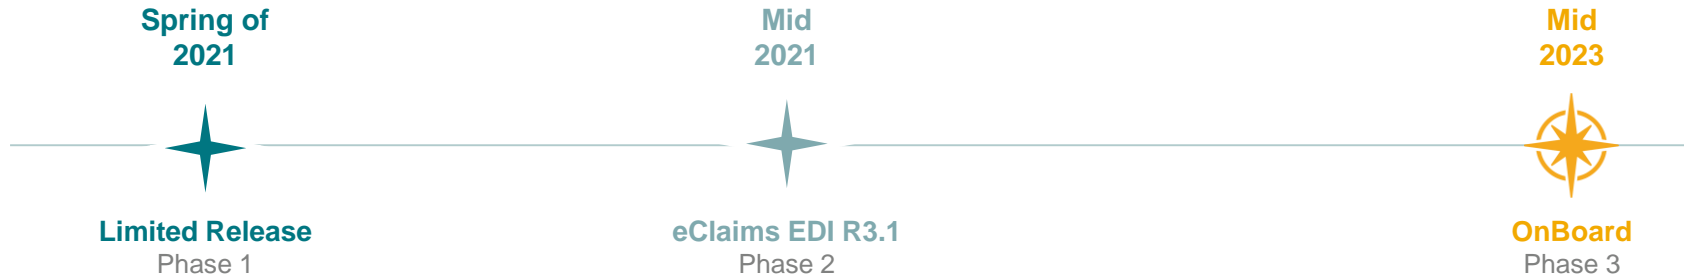 Spring of
2021
Mid
2021
Mid
2023
Limited Release
Phase 1
eClaims EDI R3.1
Phase 2
OnBoard
Phase 3